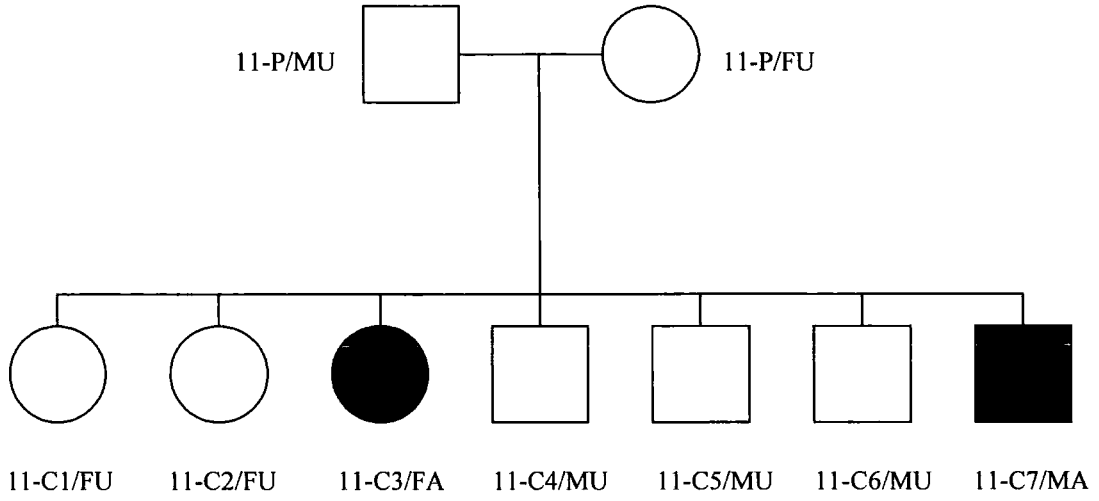 11-P/MU
11-P/FU
11-C1/FU
11-C2/FU
11-C3/FA
11-C4/MU
11-C5/MU
11-C6/MU
11-C7/MA